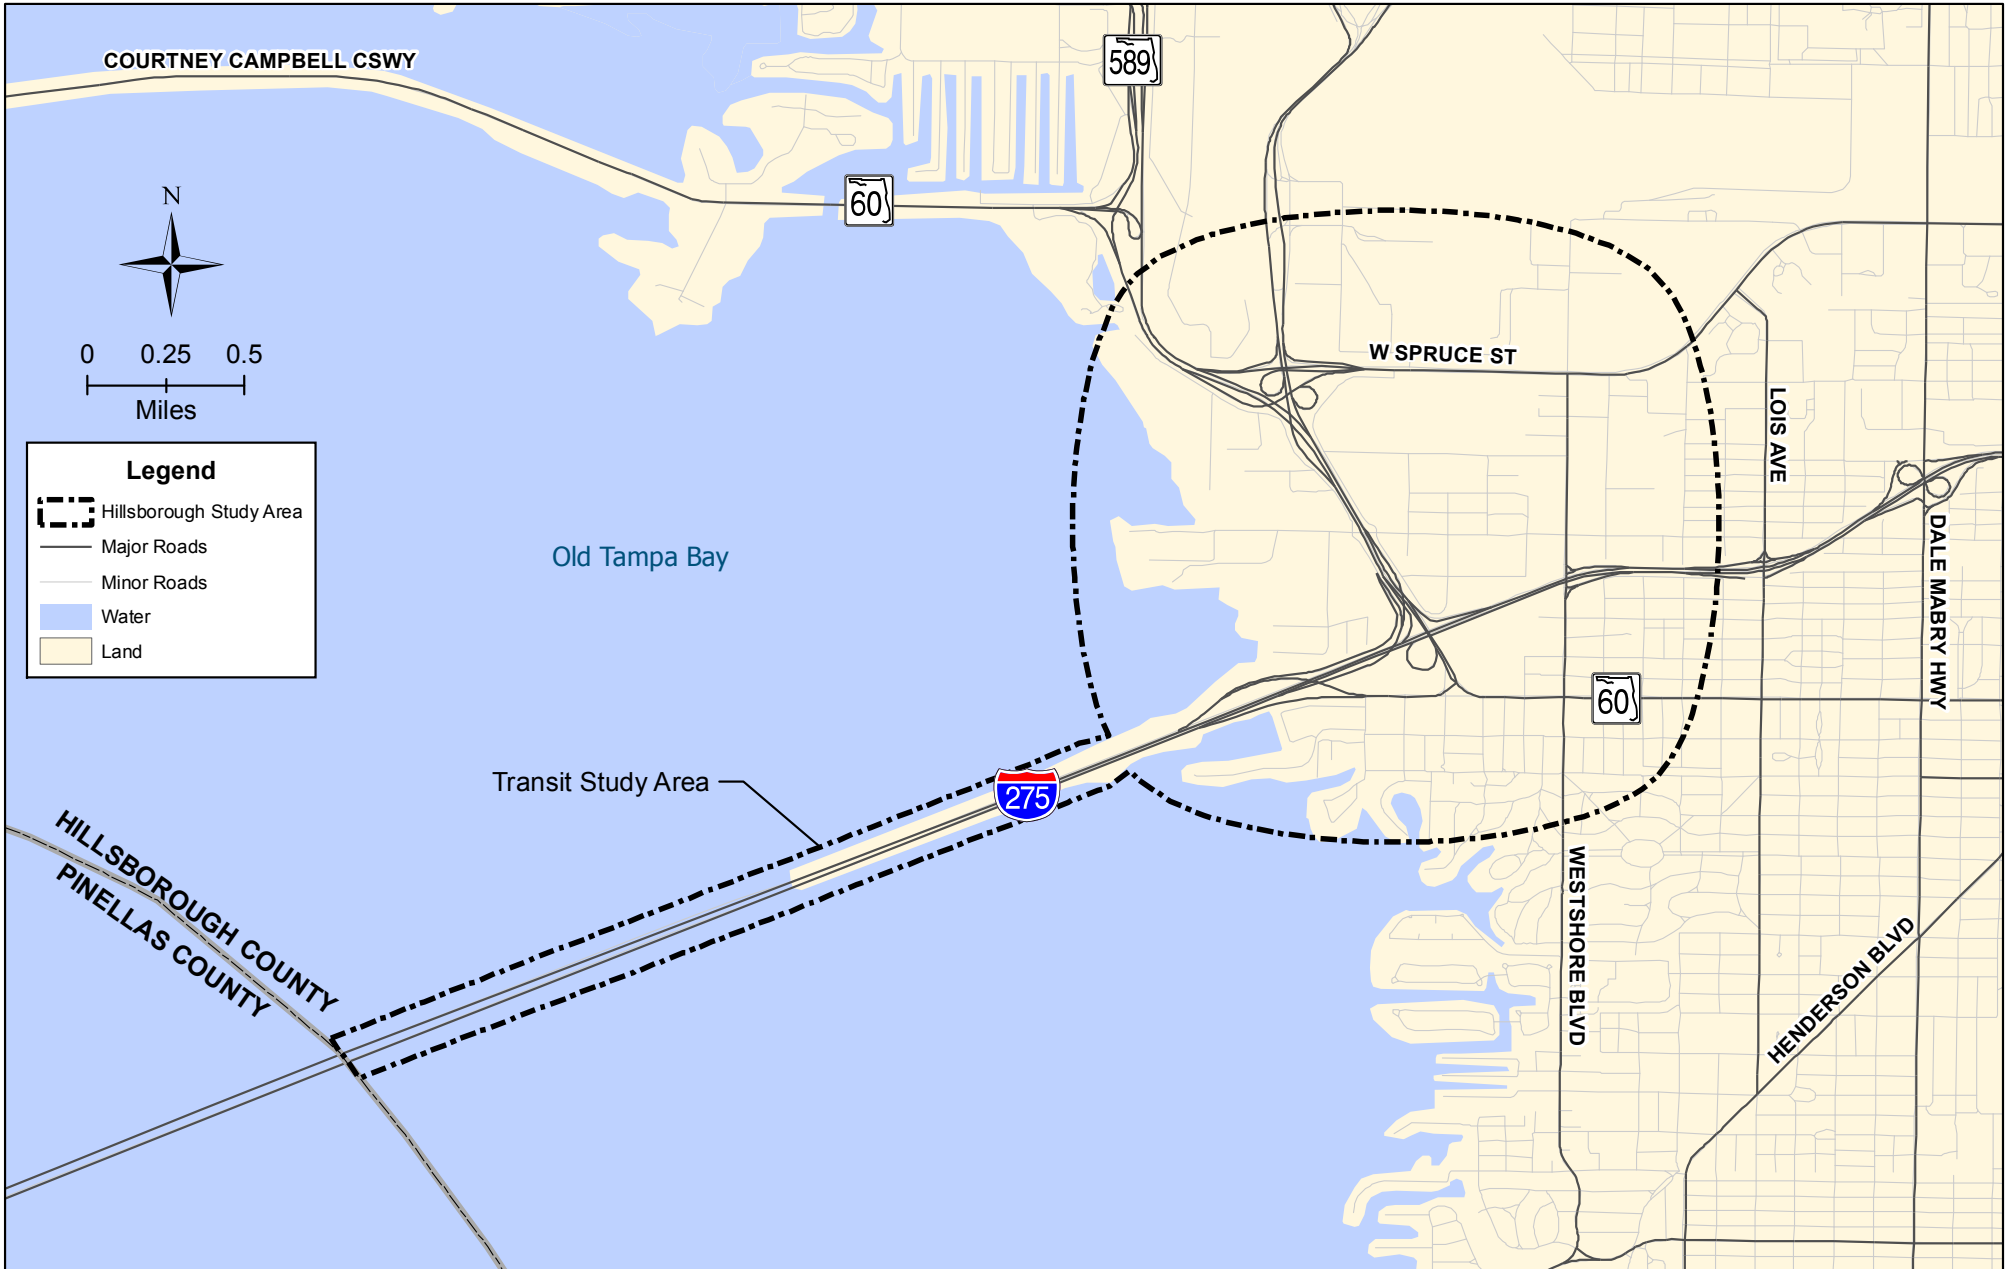 COURTNEY CAMPBELL CSWY
589
60
N
0 0.25 0.5
Miles
W SPRUCE ST
LOIS AVE
Legend
Hillsborough Study Area
Major Roads
Minor Roads
Water
Land
Old Tampa Bay
DALE MABRY HWY
60
Transit Study Area
275
HILLSBOROUGH COUNTY
PINELLAS COUNTY
WESTSHORE BLVD
HENDERSON BLVD